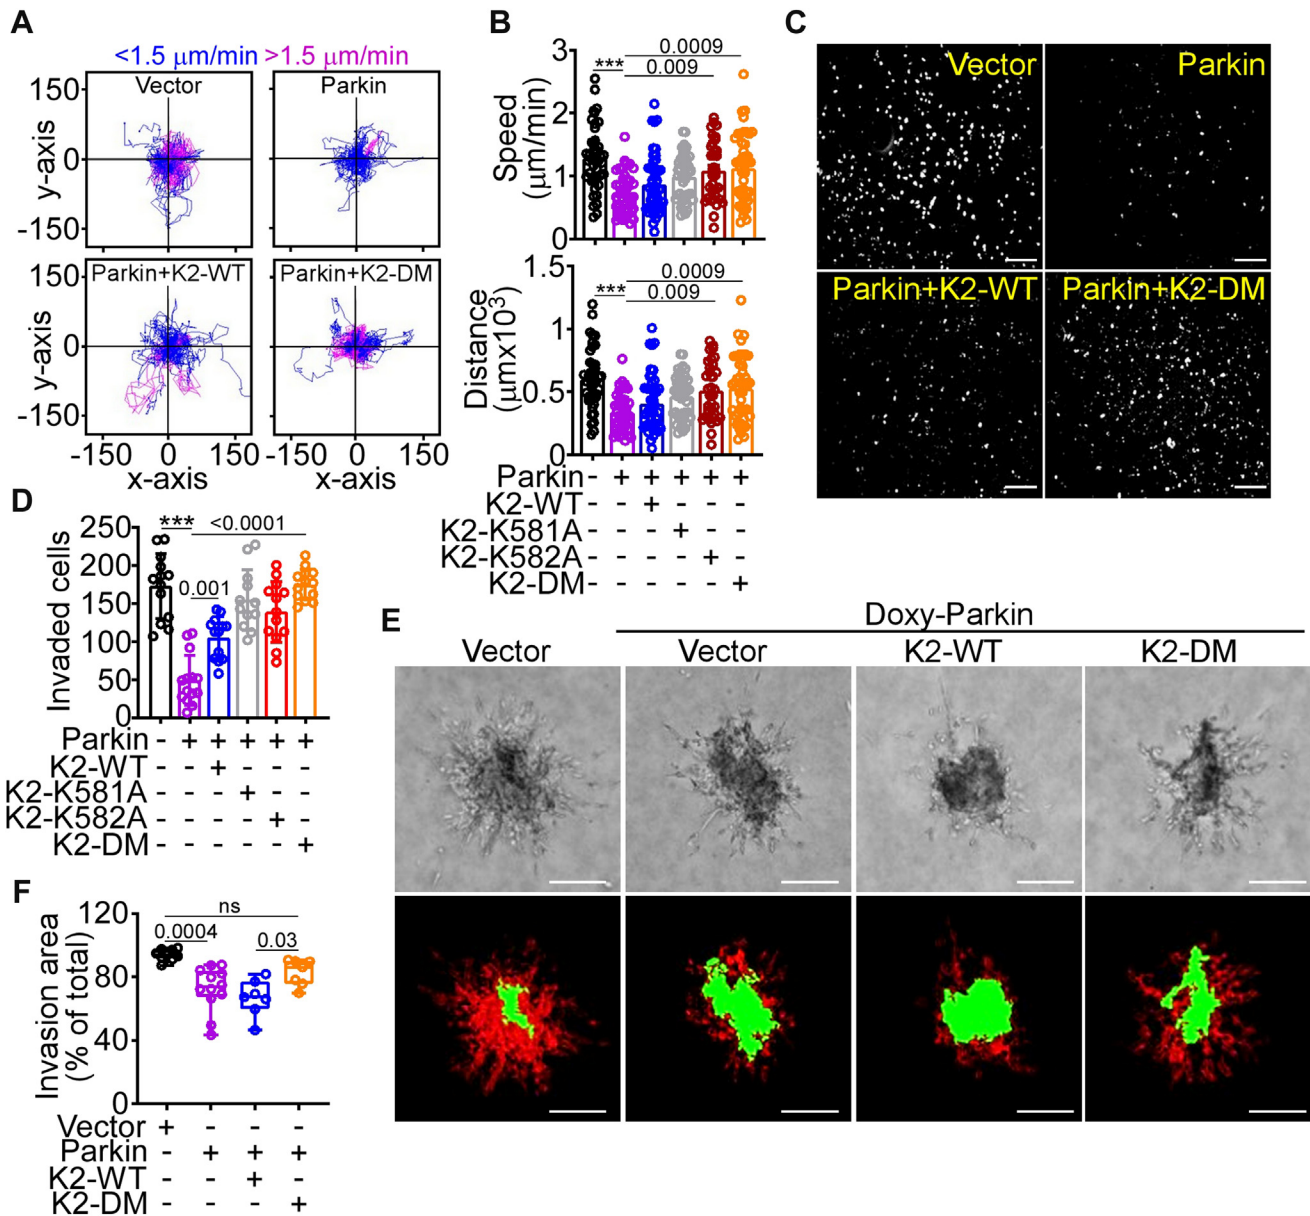 A
<1.5 µm/min >1.5 µm/min
Vector
Parkin
150
0
-150
y-axis
Parkin+K2-WT
Parkin+K2-DM
150
0
-150
y-axis
-150 0 150
-150 0 150
x-axis
x-axis
B
3
2
1
0
Speed
(µm/min)
0.0009
*** 0.009
1.5
1
0.5
0
Distance
(µmx10³)
0.0009
*** 0.009
Parkin - + + + + +
K2-WT - - + - - -
K2-K581A - - - + - -
K2-K582A - - - - + -
K2-DM - - - - - +
C
Vector
Parkin
Parkin+K2-WT
Parkin+K2-DM
D
250
200
150
100
50
0
Invaded cells
*** <0.0001
0.001
Parkin - + + + + +
K2-WT - - + - - -
K2-K581A - - - + - -
K2-K582A - - - - + -
K2-DM - - - - - +
E
Doxy-Parkin
Vector
Vector
K2-WT
K2-DM
F
120
80
40
0
Invasion area
(% of total)
ns
0.0004
0.03
Vector + - - -
Parkin - + + +
K2-WT - - + -
K2-DM - - - +